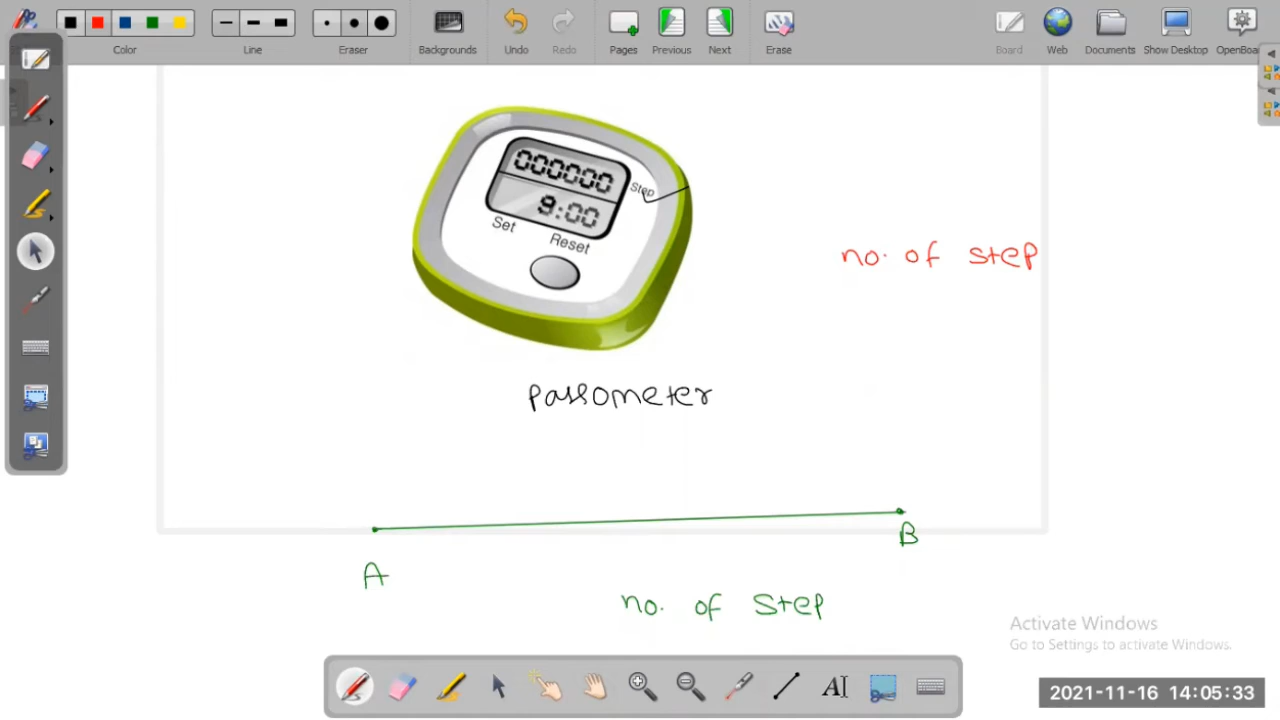 Color
Line
Eraser
Backgrounds
Undo
Redo
Pages
Previous
Next
Erase
Board
Web
Documents
Show Desktop
OpenBoa
000000
Step
9:00
Set
Reset
no. of step
Passometer
A
B
no. of step
Activate Windows
Go to Settings to activate Windows.
AI
2021-11-16 14:05:33